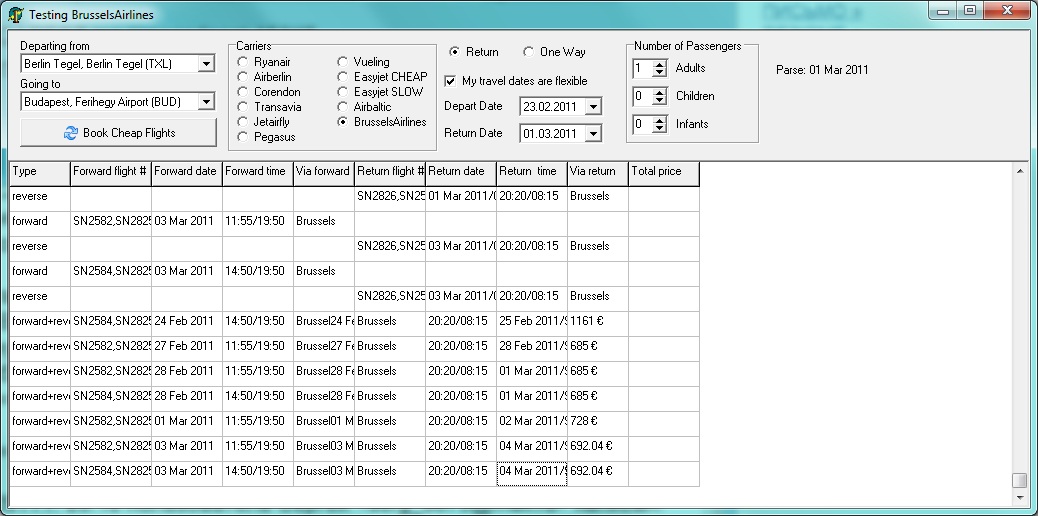 Testing BrusselsAirlines
Departing from
Berlin Tegel, Berlin Tegel (TXL)
Going to
Budapest, Ferihegy Airport (BUD)
Book Cheap Flights
Carriers
Ryanair
Airberlin
Corendon
Transavia
Jetairfly
Pegasus
Vueling
Easyjet CHEAP
Easyjet SLOW
Airbaltic
BrusselsAirlines
Return One Way
My travel dates are flexible
Depart Date 23.02.2011
Return Date 01.03.2011
Number of Passengers
1 Adults
0 Children
0 Infants
Parse: 01 Mar 2011
Type Forward flight # Forward date Forward time Via forward Return flight # Return date Return time Via return Total price
reverse SN2826,SN25 01 Mar 2011/0 20:20/08:15 Brussels
forward SN2582,SN2825 03 Mar 2011 11:55/19:50 Brussels
reverse SN2826,SN25 03 Mar 2011/0 20:20/08:15 Brussels
forward SN2584,SN2825 03 Mar 2011 14:50/19:50 Brussels
reverse SN2826,SN25 03 Mar 2011/0 20:20/08:15 Brussels
forward+reve SN2584,SN2825 24 Feb 2011 14:50/19:50 Brussel24 Fe Brussels 20:20/08:15 25 Feb 2011/S 1161 €
forward+reve SN2582,SN2825 27 Feb 2011 11:55/19:50 Brussel27 Fe Brussels 20:20/08:15 28 Feb 2011/S 685 €
forward+reve SN2582,SN2825 28 Feb 2011 11:55/19:50 Brussel28 Fe Brussels 20:20/08:15 01 Mar 2011/S 685 €
forward+reve SN2584,SN2825 28 Feb 2011 14:50/19:50 Brussel28 Fe Brussels 20:20/08:15 01 Mar 2011/S 685 €
forward+reve SN2582,SN2825 01 Mar 2011 11:55/19:50 Brussel01 M Brussels 20:20/08:15 02 Mar 2011/S 728 €
forward+reve SN2582,SN2825 03 Mar 2011 11:55/19:50 Brussel03 M Brussels 20:20/08:15 04 Mar 2011/S 692.04 €
forward+reve SN2584,SN2825 03 Mar 2011 14:50/19:50 Brussel03 M Brussels 20:20/08:15 04 Mar 2011/S 692.04 €